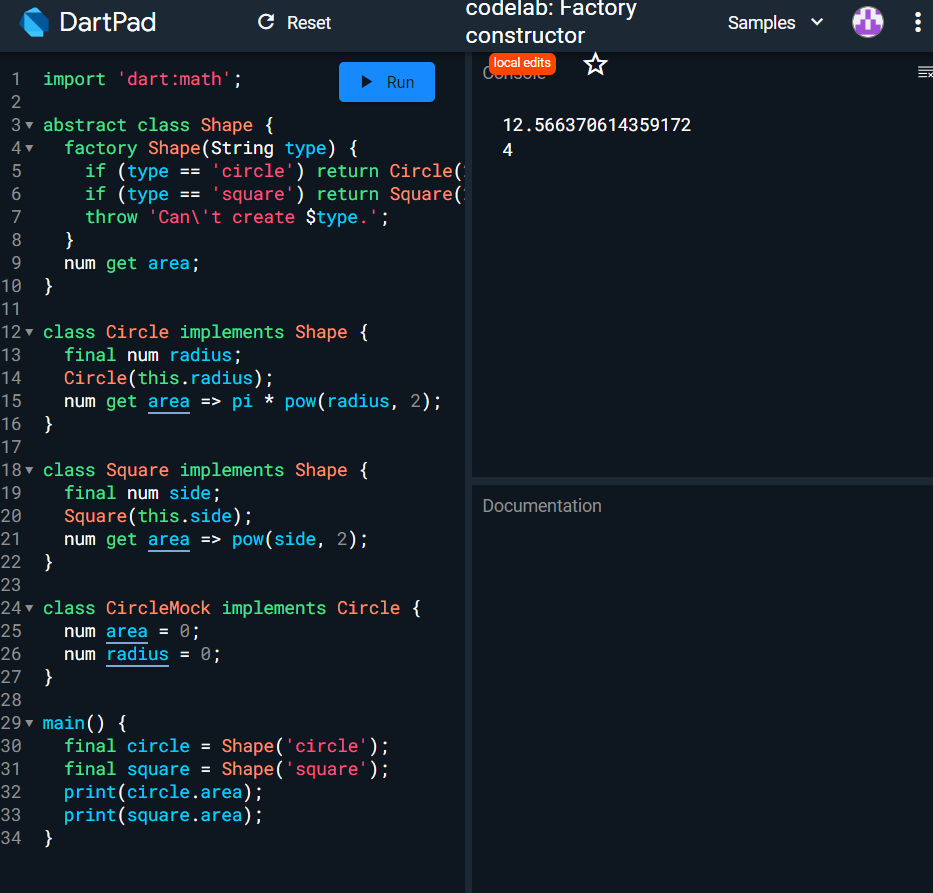 DartPad
Reset
codelab: Factory
constructor
Samples
local edits
Console
Run
1 import 'dart:math';
2
3 abstract class Shape {
4   factory Shape(String type) {
5     if (type == 'circle') return Circle(
6     if (type == 'square') return Square(
7     throw 'Can\'t create $type.';
8   }
9   num get area;
10 }
11
12 class Circle implements Shape {
13   final num radius;
14   Circle(this.radius);
15   num get area => pi * pow(radius, 2);
16 }
17
18 class Square implements Shape {
19   final num side;
20   Square(this.side);
21   num get area => pow(side, 2);
22 }
23
24 class CircleMock implements Circle {
25   num area = 0;
26   num radius = 0;
27 }
28
29 main() {
30   final circle = Shape('circle');
31   final square = Shape('square');
32   print(circle.area);
33   print(square.area);
34 }
12.566370614359172
4
Documentation